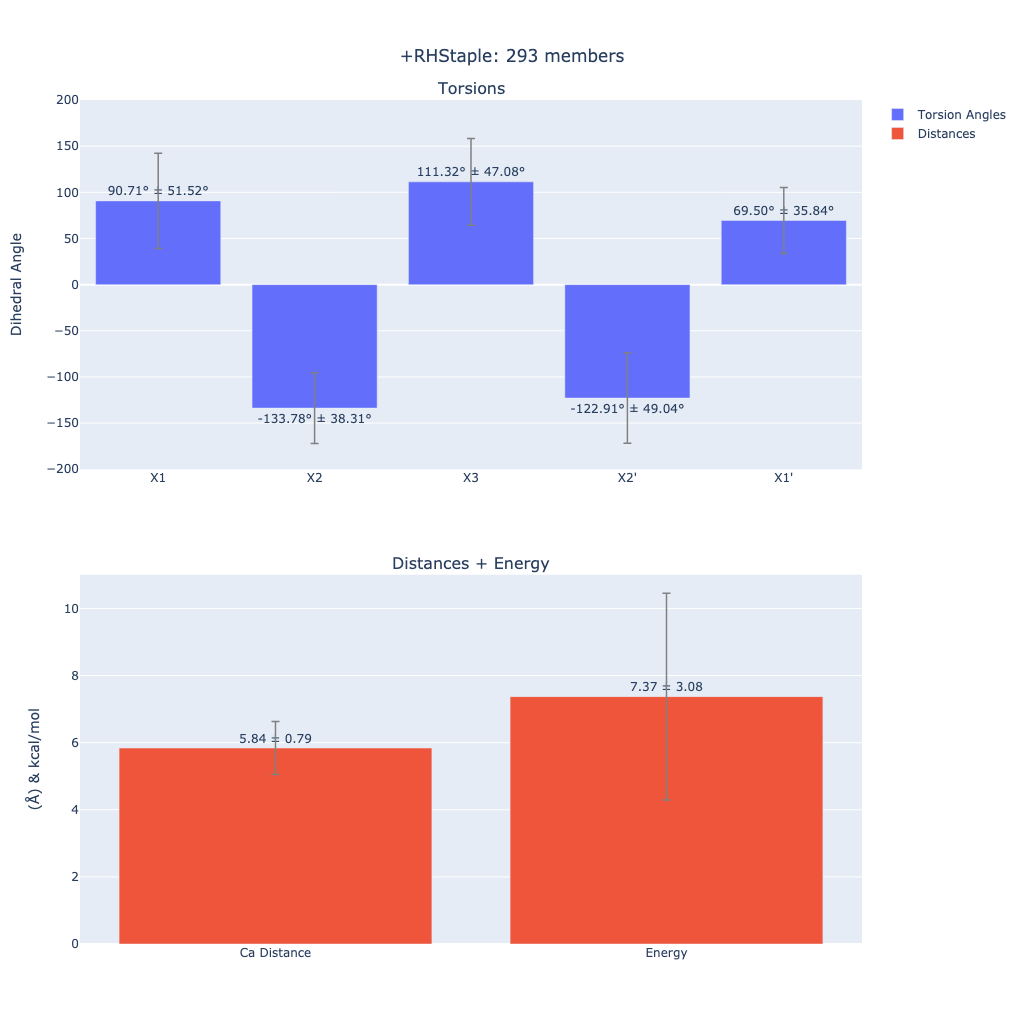 +RHStaple: 293 members
Torsions
Torsion Angles
Distances
Dihedral Angle
200
150
100
50
0
−50
−100
−150
−200
90.71° ± 51.52°
-133.78° ± 38.31°
111.32° ± 47.08°
-122.91° ± 49.04°
69.50° ± 35.84°
X1 X2 X3 X2' X1'
Distances + Energy
(Å) & kcal/mol
10
8
6
4
2
0
5.84 ± 0.79
7.37 ± 3.08
Ca Distance Energy